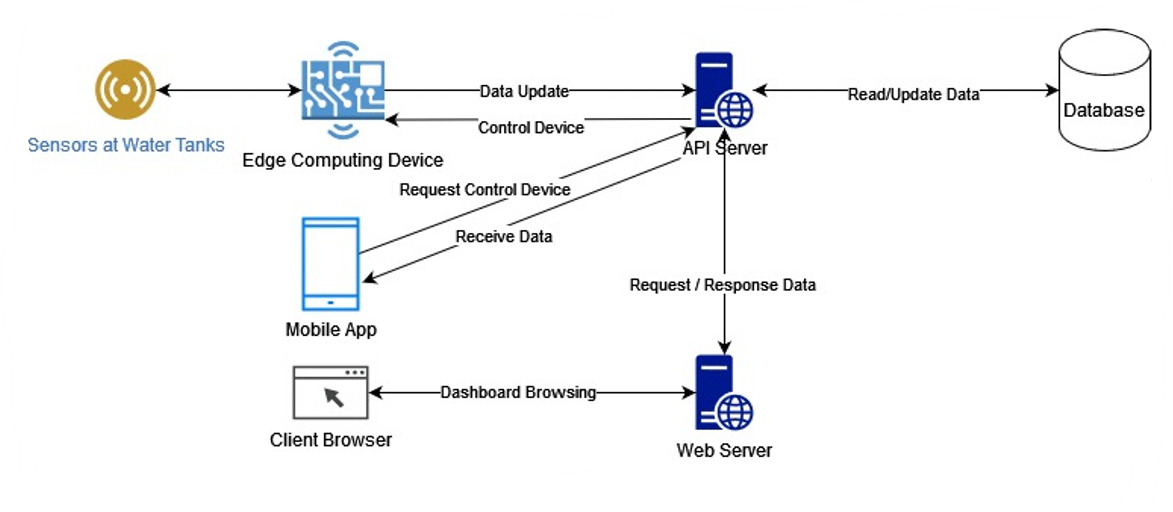 Data Update
Read/Update Data
Database
Control Device
Sensors at Water Tanks
API Server
Edge Computing Device
Request Control Device
Receive Data
Request / Response Data
Mobile App
Dashboard Browsing
Client Browser
Web Server